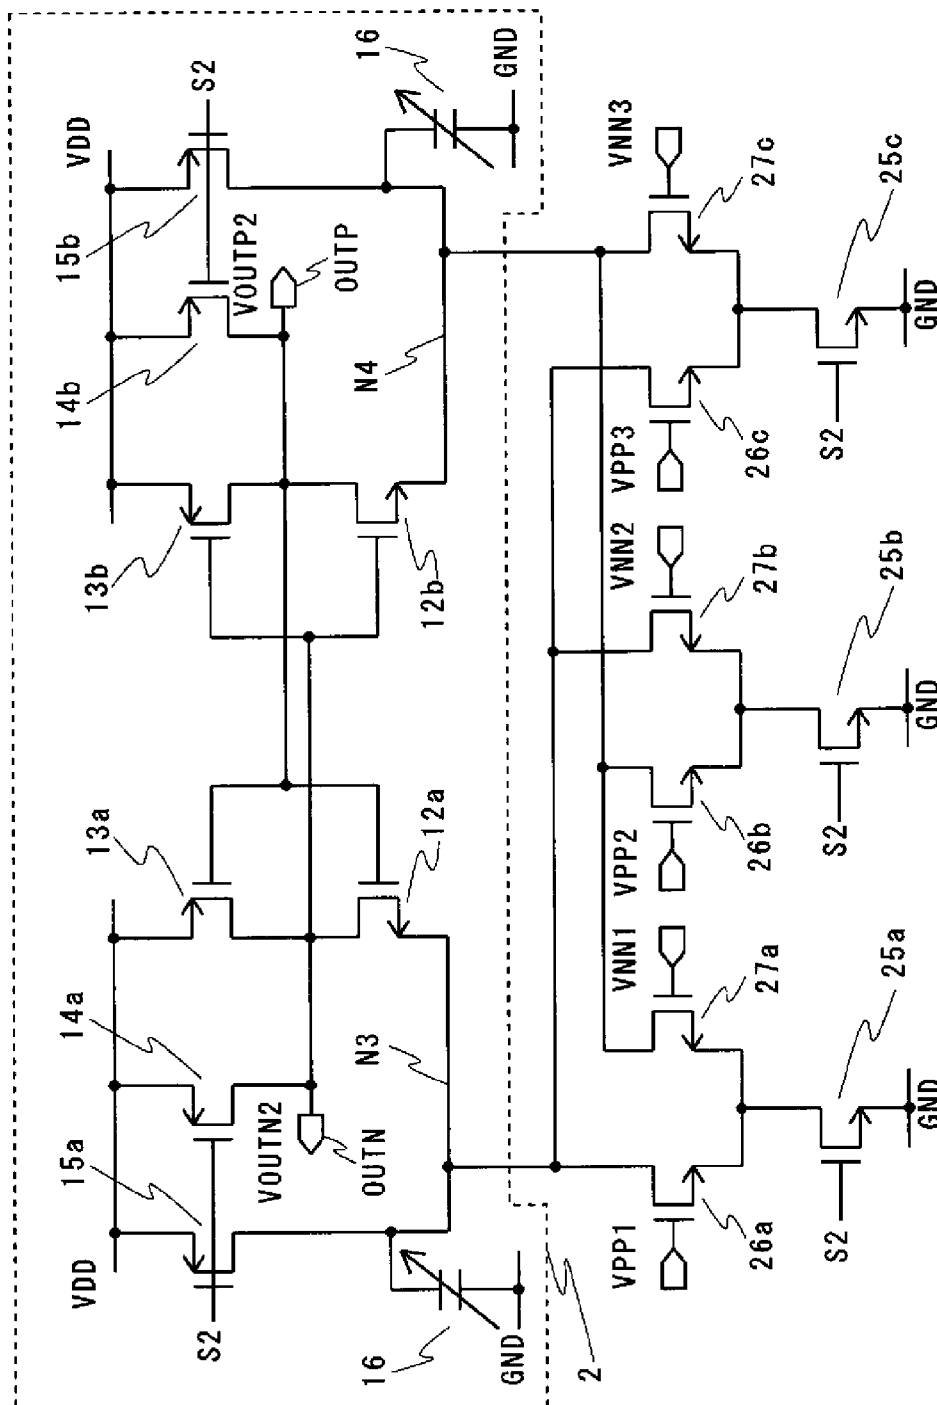 VDD
S2
15a
14a
13a
VOUTN2
OUTN
12a
N3
16
GND
2
13b
14b
15b
VDD
S2
VOUTP2
OUTP
12b
N4
16
GND
VPP1
26a
VNN1
27a
S2
25a
GND
VPP2
26b
VNN2
27b
S2
25b
GND
VPP3
26c
VNN3
27c
S2
25c
GND